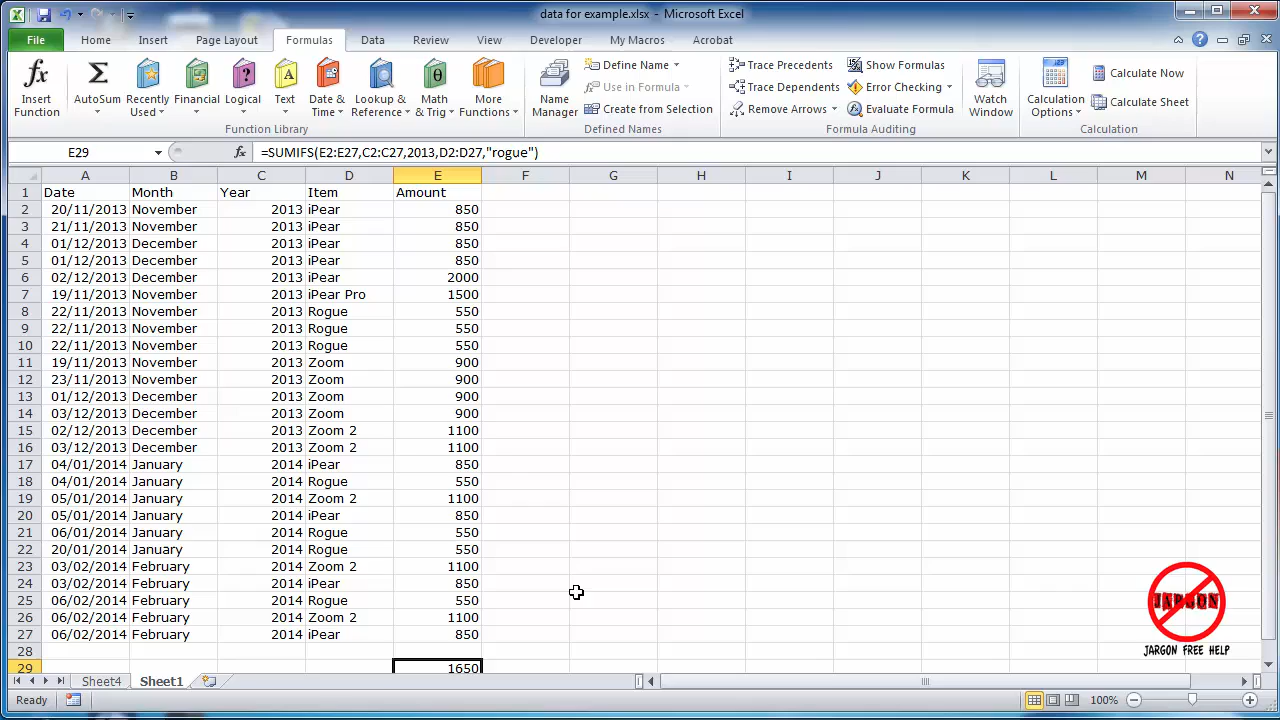 data for example.xlsx - Microsoft Excel
File Home Insert Page Layout Formulas Data Review View Developer My Macros Acrobat
Insert Function
AutoSum
Recently Used
Financial
Logical
Text
Date & Time
Lookup & Reference
Math & Trig
More Functions
Function Library
Name Manager
Define Name
Use in Formula
Create from Selection
Defined Names
Trace Precedents
Trace Dependents
Remove Arrows
Show Formulas
Error Checking
Evaluate Formula
Formula Auditing
Watch Window
Calculation Options
Calculate Now
Calculate Sheet
Calculation
E29 fx =SUMIFS(E2:E27,C2:C27,2013,D2:D27,"rogue")
A B C D E F G H I J K L M N
1 Date Month Year Item Amount
2 20/11/2013 November 2013 iPear 850
3 21/11/2013 November 2013 iPear 850
4 01/12/2013 December 2013 iPear 850
5 01/12/2013 December 2013 iPear 850
6 02/12/2013 December 2013 iPear 2000
7 19/11/2013 November 2013 iPear Pro 1500
8 22/11/2013 November 2013 Rogue 550
9 22/11/2013 November 2013 Rogue 550
10 22/11/2013 November 2013 Rogue 550
11 19/11/2013 November 2013 Zoom 900
12 23/11/2013 November 2013 Zoom 900
13 01/12/2013 December 2013 Zoom 900
14 03/12/2013 December 2013 Zoom 900
15 02/12/2013 December 2013 Zoom 2 1100
16 03/12/2013 December 2013 Zoom 2 1100
17 04/01/2014 January 2014 iPear 850
18 04/01/2014 January 2014 Rogue 550
19 05/01/2014 January 2014 Zoom 2 1100
20 05/01/2014 January 2014 iPear 850
21 06/01/2014 January 2014 Rogue 550
22 20/01/2014 January 2014 Rogue 550
23 03/02/2014 February 2014 Zoom 2 1100
24 03/02/2014 February 2014 iPear 850
25 06/02/2014 February 2014 Rogue 550
26 06/02/2014 February 2014 Zoom 2 1100
27 06/02/2014 February 2014 iPear 850
28
29 1650
JARGON
JARGON FREE HELP
Sheet4 Sheet1
Ready 100%